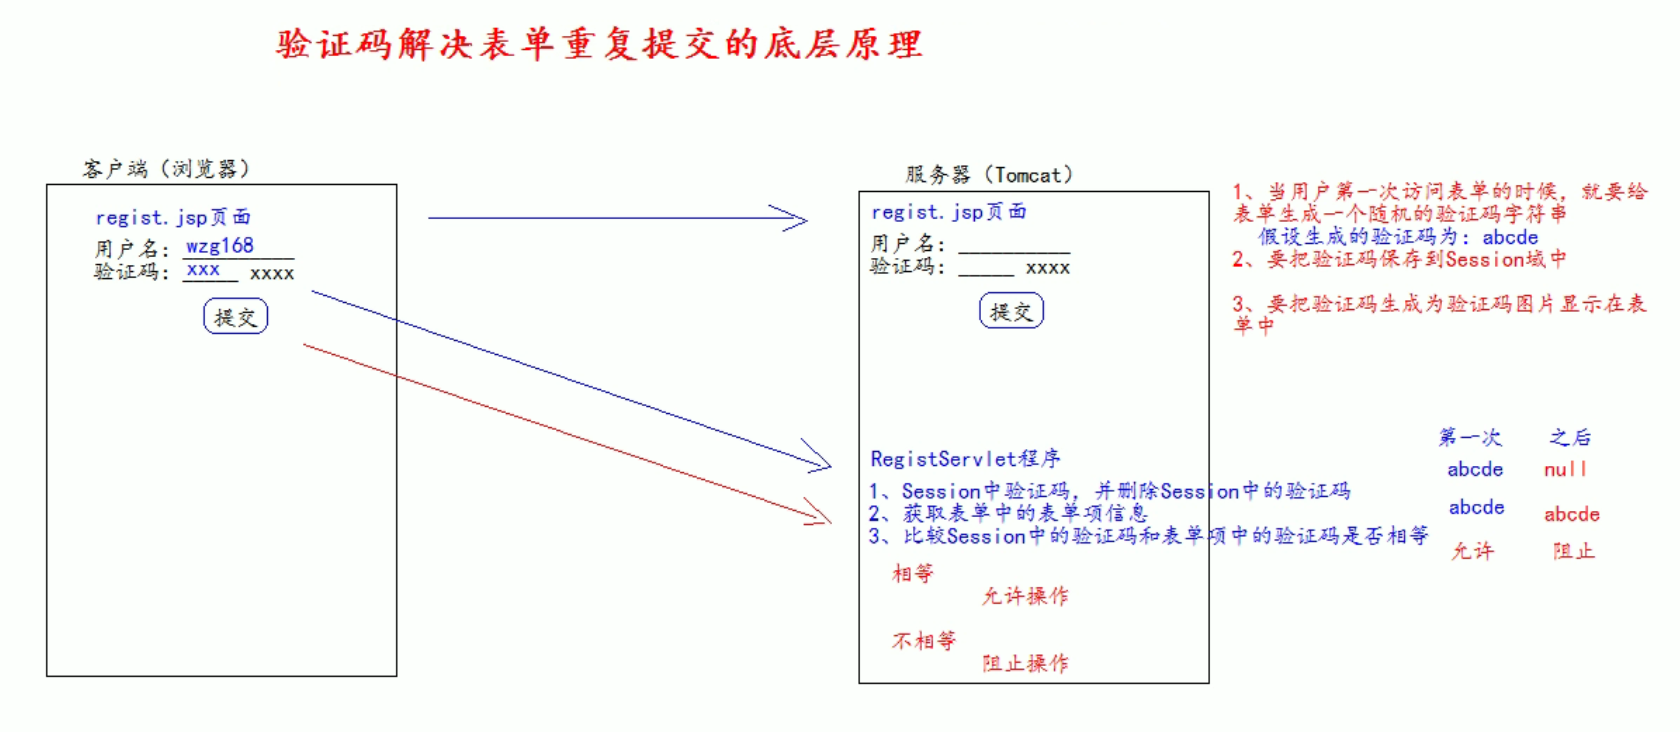 验证码解决表单重复提交的底层原理
客户端（浏览器）
regist.jsp页面
用户名：wzg168
验证码：xxx xxxx
提交
服务器（Tomcat）
regist.jsp页面
用户名：__________
验证码：_____ xxxx
提交
1、当用户第一次访问表单的时候，就要给
表单生成一个随机的验证码字符串
假设生成的验证码为：abcde
2、要把验证码保存到Session域中
3、要把验证码生成为验证码图片显示在表
单中
RegistServlet程序
1、Session中验证码，并删除Session中的验证码
2、获取表单中的表单项信息
3、比较Session中的验证码和表单项中的验证码是否相等
相等
允许操作
不相等
阻止操作
第一次 之后
abcde null
abcde abcde
允许 阻止